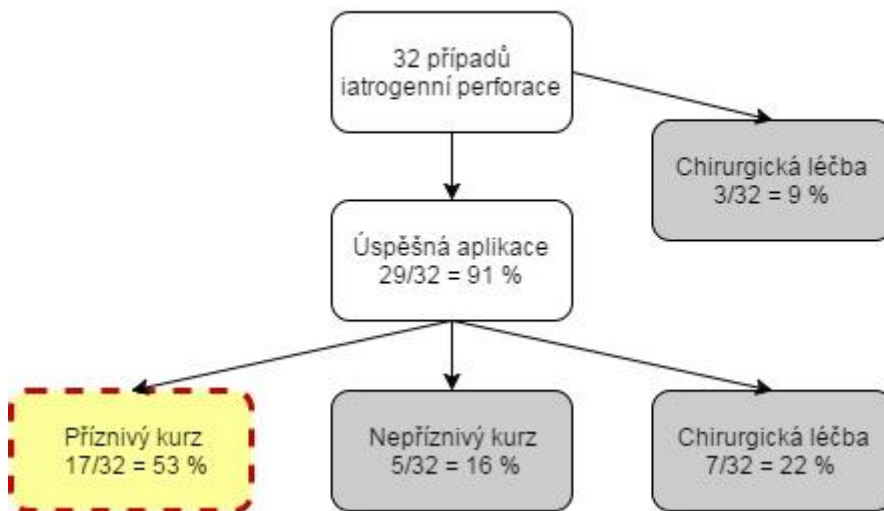 32 případů
iatrogenní perforace
Chirurgická léčba
3/32 = 9 %
Úspěšná aplikace
29/32 = 91 %
Příznivý kurz
17/32 = 53 %
Nepříznivý kurz
5/32 = 16 %
Chirurgická léčba
7/32 = 22 %